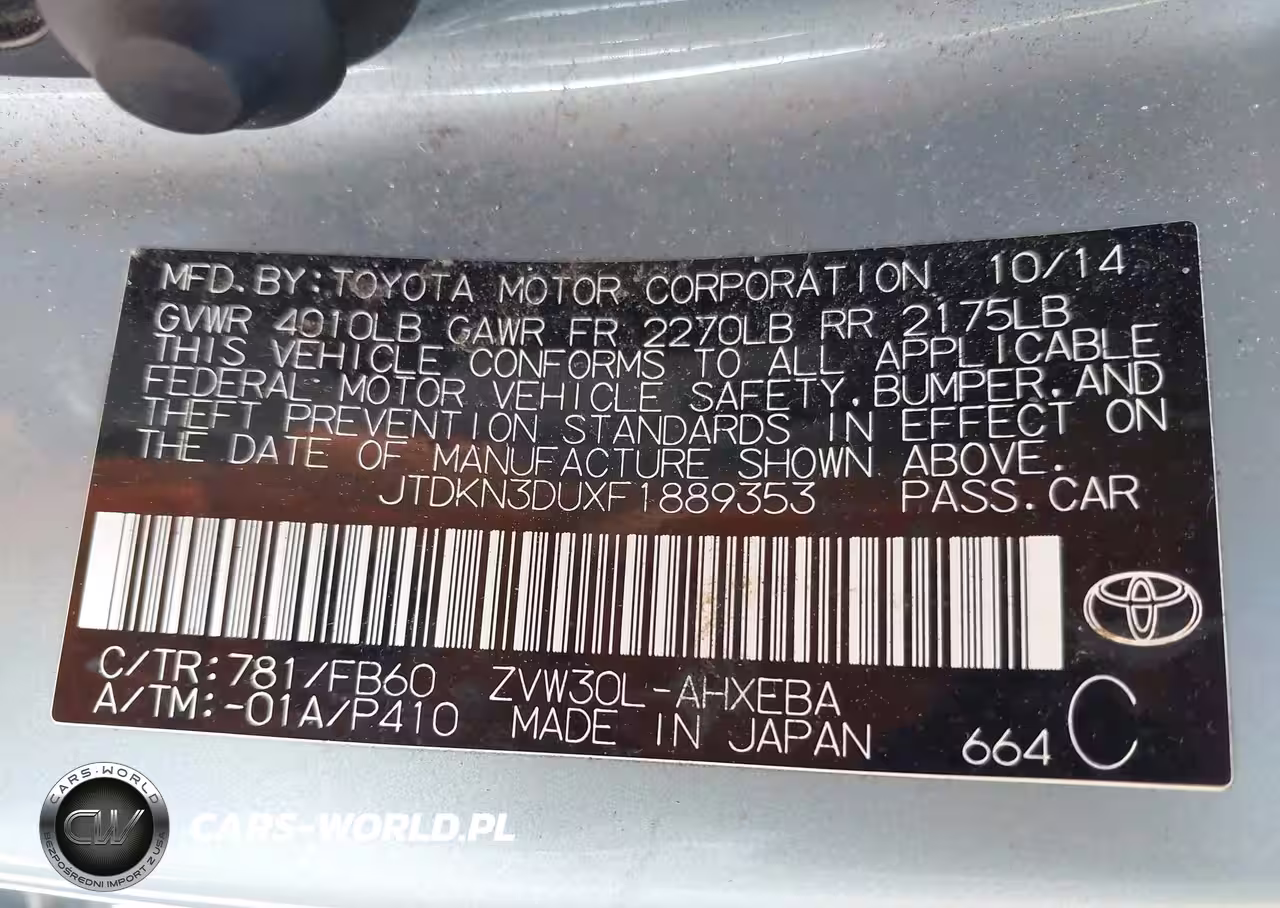 MFD.BY:TOYOTA MOTOR CORPORATION 10/14
GVWR 4010LB GAWR FR 2270LB RR 2175LB
THIS VEHICLE CONFORMS TO ALL APPLICABLE
FEDERAL MOTOR VEHICLE SAFETY,BUMPER,AND
THEFT PREVENTION STANDARDS IN EFFECT ON
THE DATE OF MANUFACTURE SHOWN ABOVE.
JTDKN3DUXF1889353 PASS.CAR
C/TR:781/FB60 ZVW30L-AHXEBA
A/TM:-01A/P410 MADE IN JAPAN 664 C
CARS-WORLD
CW
BEZPOŚREDNI IMPORT Z USA
CARS-WORLD.PL